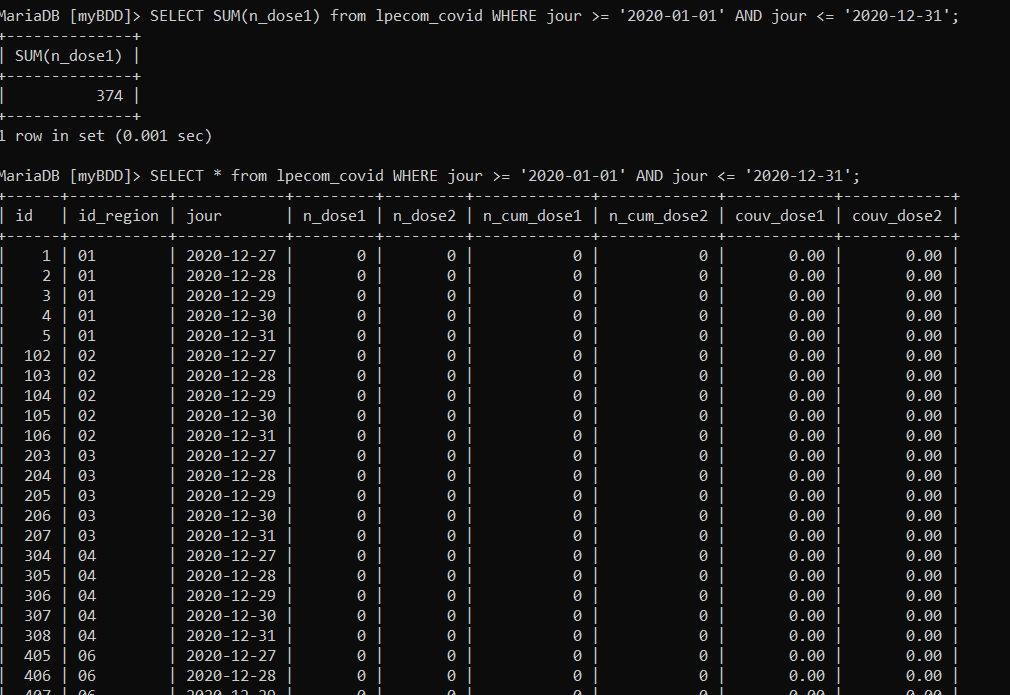 MariaDB [myBDD]> SELECT SUM(n_dose1) from lpecom_covid WHERE jour >= '2020-01-01' AND jour <= '2020-12-31';
+--------------+
| SUM(n_dose1) |
+--------------+
|          374 |
+--------------+
1 row in set (0.001 sec)

MariaDB [myBDD]> SELECT * from lpecom_covid WHERE jour >= '2020-01-01' AND jour <= '2020-12-31';
+------+-----------+------------+---------+---------+-------------+-------------+------------+------------+
| id   | id_region | jour       | n_dose1 | n_dose2 | n_cum_dose1 | n_cum_dose2 | couv_dose1 | couv_dose2 |
+------+-----------+------------+---------+---------+-------------+-------------+------------+------------+
|    1 | 01        | 2020-12-27 |       0 |       0 |           0 |           0 |       0.00 |       0.00 |
|    2 | 01        | 2020-12-28 |       0 |       0 |           0 |           0 |       0.00 |       0.00 |
|    3 | 01        | 2020-12-29 |       0 |       0 |           0 |           0 |       0.00 |       0.00 |
|    4 | 01        | 2020-12-30 |       0 |       0 |           0 |           0 |       0.00 |       0.00 |
|    5 | 01        | 2020-12-31 |       0 |       0 |           0 |           0 |       0.00 |       0.00 |
|  102 | 02        | 2020-12-27 |       0 |       0 |           0 |           0 |       0.00 |       0.00 |
|  103 | 02        | 2020-12-28 |       0 |       0 |           0 |           0 |       0.00 |       0.00 |
|  104 | 02        | 2020-12-29 |       0 |       0 |           0 |           0 |       0.00 |       0.00 |
|  105 | 02        | 2020-12-30 |       0 |       0 |           0 |           0 |       0.00 |       0.00 |
|  106 | 02        | 2020-12-31 |       0 |       0 |           0 |           0 |       0.00 |       0.00 |
|  203 | 03        | 2020-12-27 |       0 |       0 |           0 |           0 |       0.00 |       0.00 |
|  204 | 03        | 2020-12-28 |       0 |       0 |           0 |           0 |       0.00 |       0.00 |
|  205 | 03        | 2020-12-29 |       0 |       0 |           0 |           0 |       0.00 |       0.00 |
|  206 | 03        | 2020-12-30 |       0 |       0 |           0 |           0 |       0.00 |       0.00 |
|  207 | 03        | 2020-12-31 |       0 |       0 |           0 |           0 |       0.00 |       0.00 |
|  304 | 04        | 2020-12-27 |       0 |       0 |           0 |           0 |       0.00 |       0.00 |
|  305 | 04        | 2020-12-28 |       0 |       0 |           0 |           0 |       0.00 |       0.00 |
|  306 | 04        | 2020-12-29 |       0 |       0 |           0 |           0 |       0.00 |       0.00 |
|  307 | 04        | 2020-12-30 |       0 |       0 |           0 |           0 |       0.00 |       0.00 |
|  308 | 04        | 2020-12-31 |       0 |       0 |           0 |           0 |       0.00 |       0.00 |
|  405 | 06        | 2020-12-27 |       0 |       0 |           0 |           0 |       0.00 |       0.00 |
|  406 | 06        | 2020-12-28 |       0 |       0 |           0 |           0 |       0.00 |       0.00 |
|  407 | 06        | 2020-12-29 |       0 |       0 |           0 |           0 |       0.00 |       0.00 |